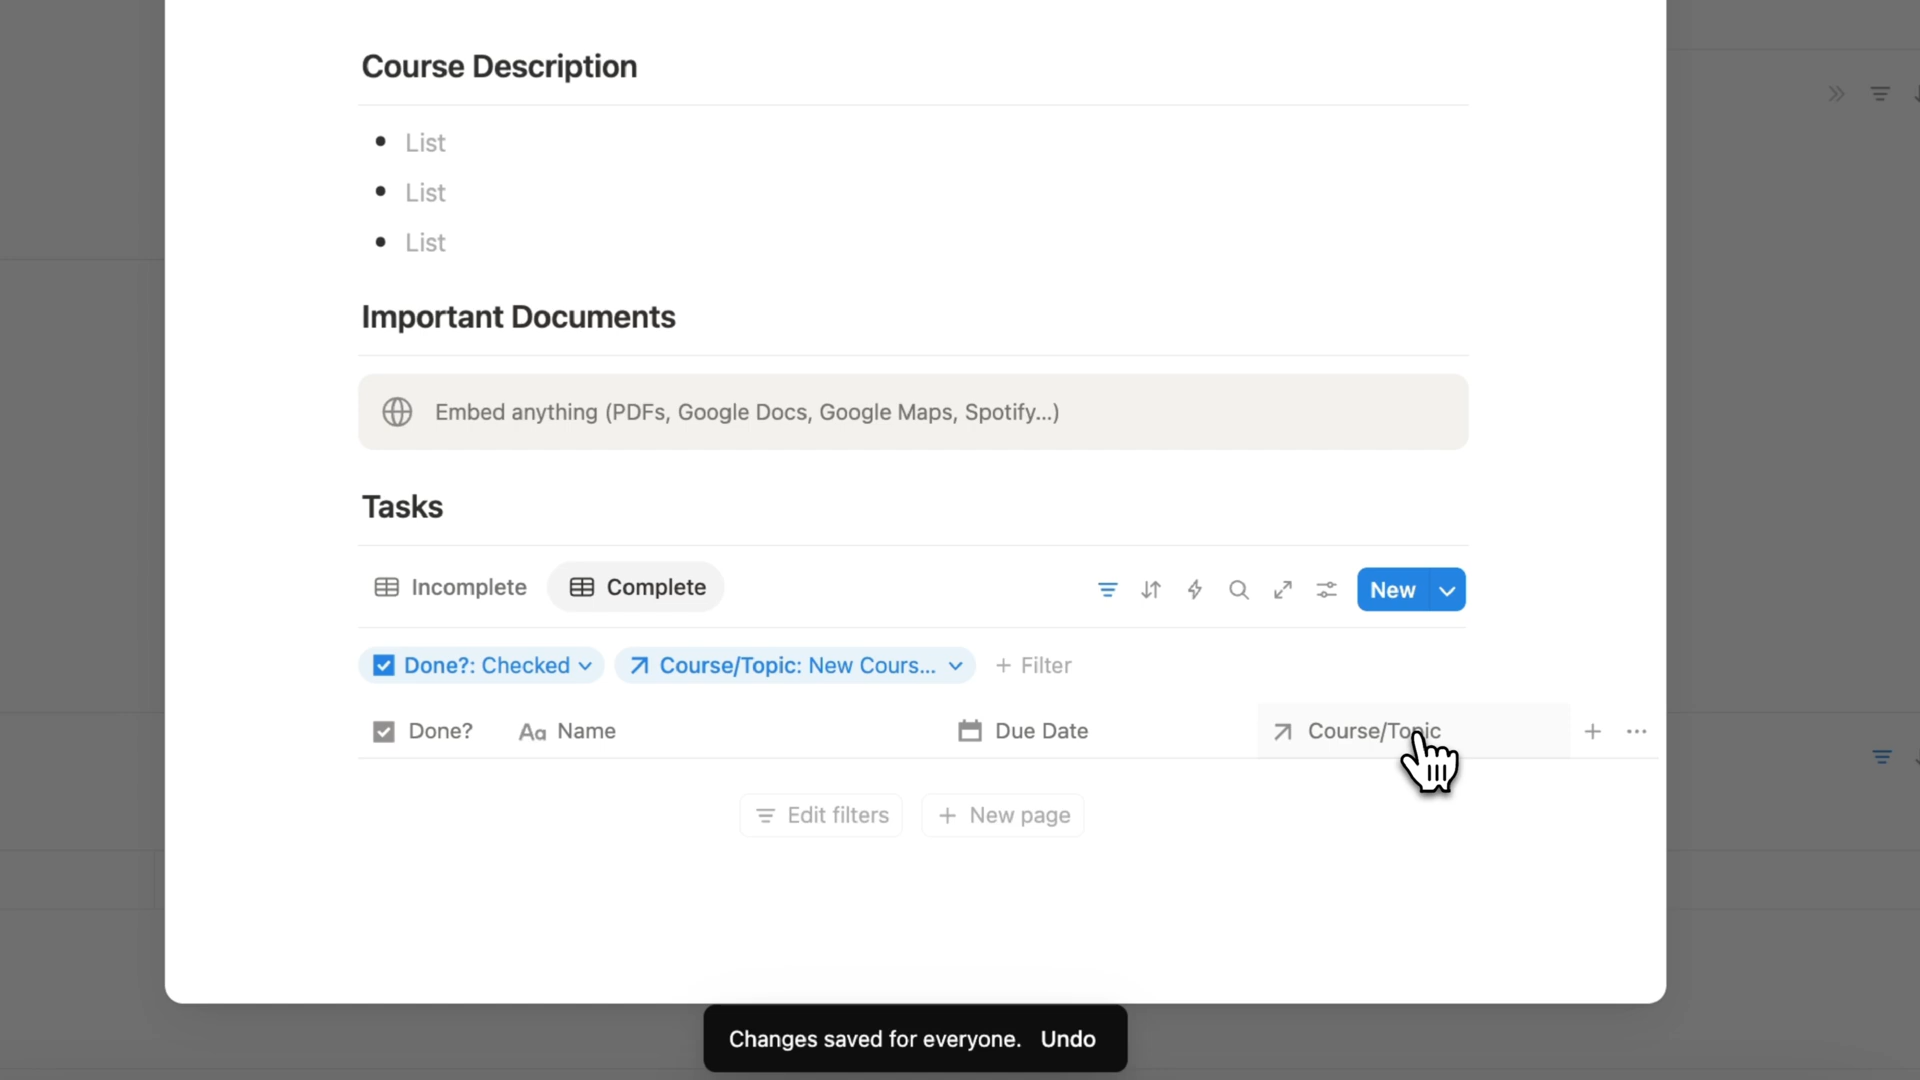 Course Description
List
List
List
Important Documents
Embed anything (PDFs, Google Docs, Google Maps, Spotify...)
Tasks
Incomplete Complete New
Done?: Checked Course/Topic: New Cours... + Filter
Done? Aa Name Due Date Course/Topic + ...
Edit filters + New page
Changes saved for everyone. Undo